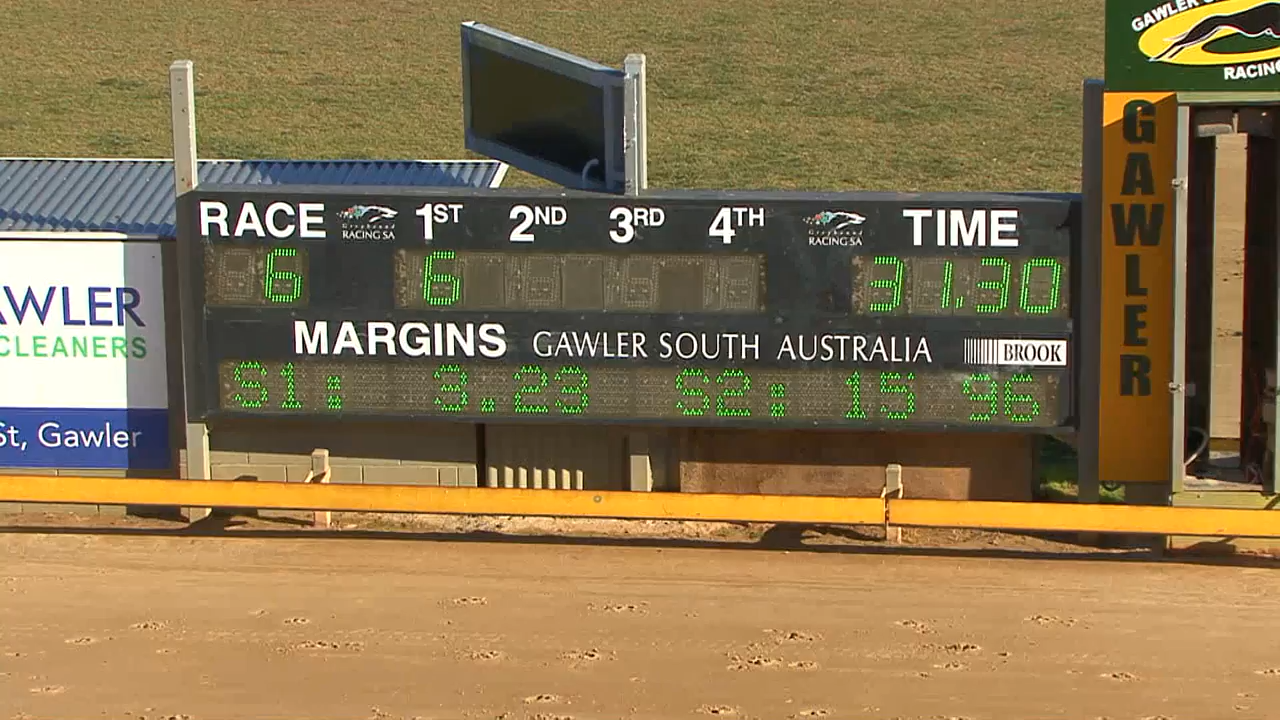 GAWLER
RACING
GAWLER
RACE 1ST 2ND 3RD 4TH TIME
Greyhound
RACING SA
Greyhound
RACING SA
6 6 31.30
MARGINS GAWLER SOUTH AUSTRALIA BROOK
S1: 3.23 S2: 15 96
AWLER
CLEANERS
St, Gawler